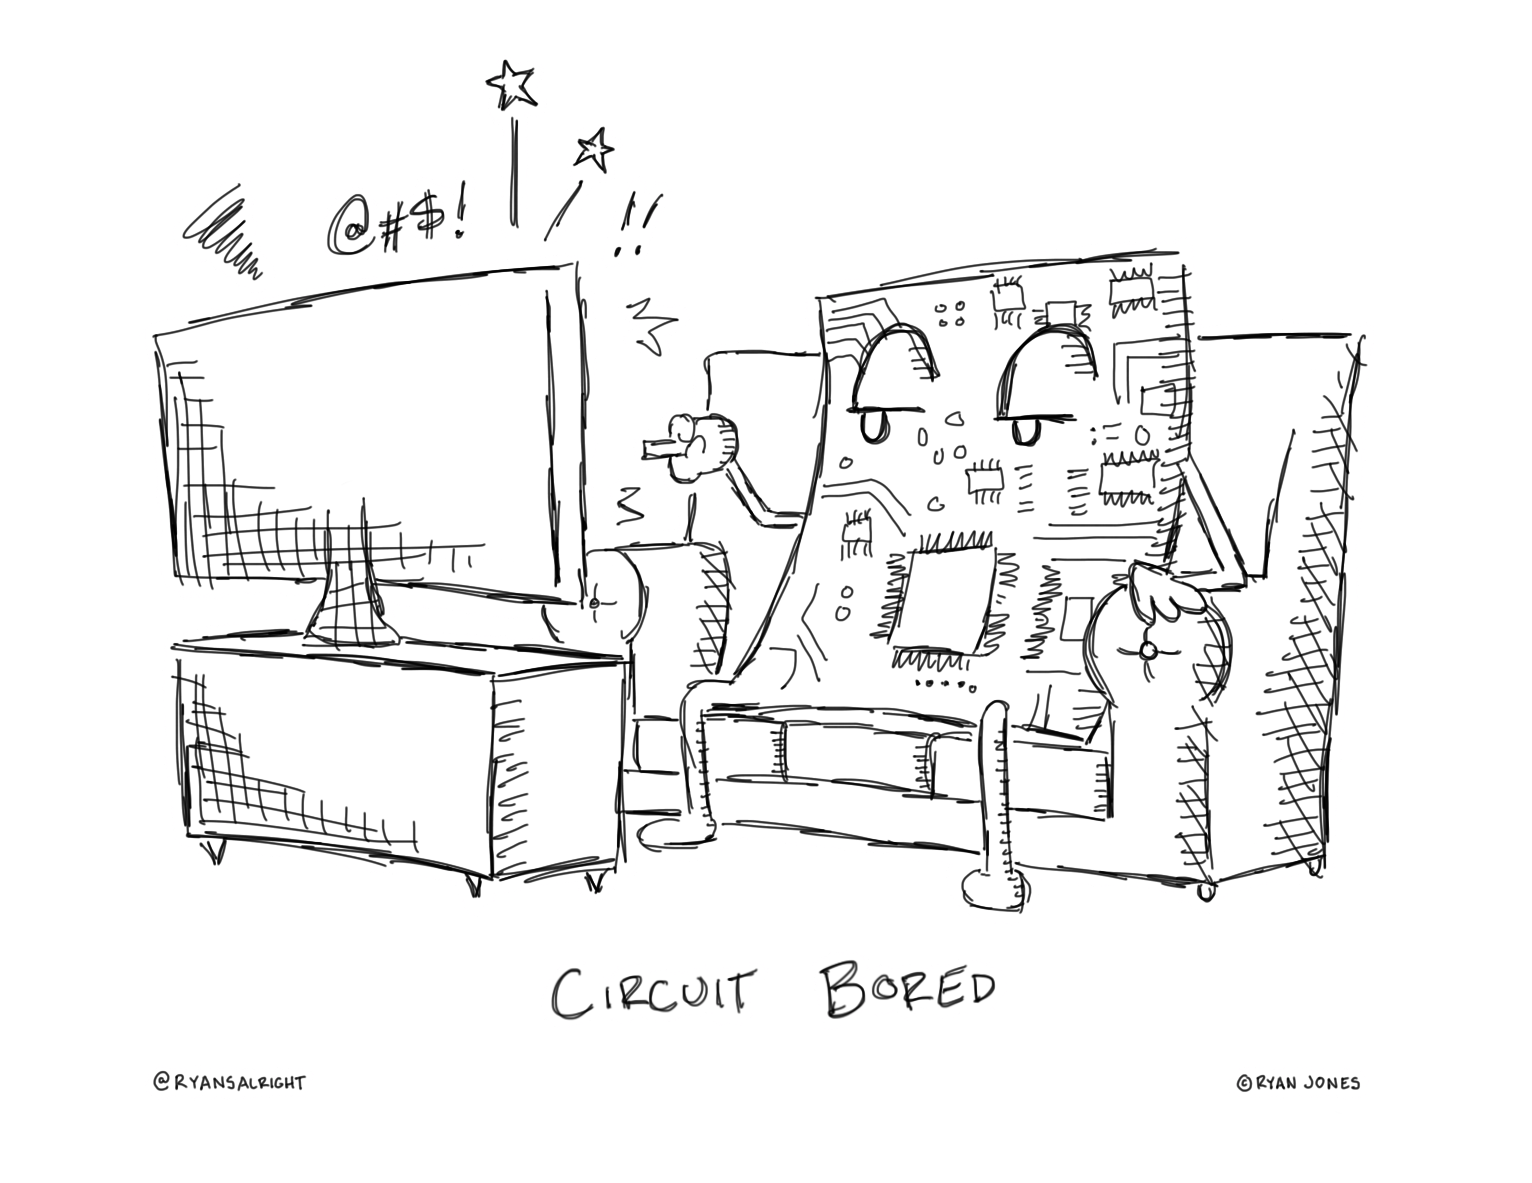 @#$!
!!
CIRCUIT BORED
@RYANSALRIGHT
©RYAN JONES